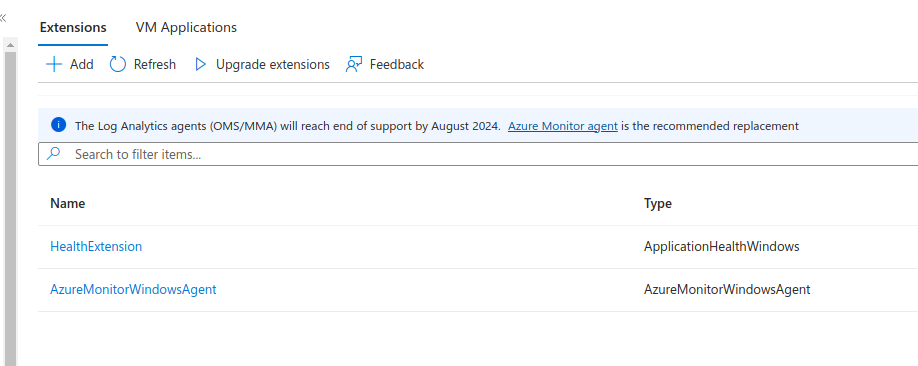 Extensions VM Applications
Add Refresh Upgrade extensions Feedback
The Log Analytics agents (OMS/MMA) will reach end of support by August 2024. Azure Monitor agent is the recommended replacement
Search to filter items...
Name Type
HealthExtension ApplicationHealthWindows
AzureMonitorWindowsAgent AzureMonitorWindowsAgent